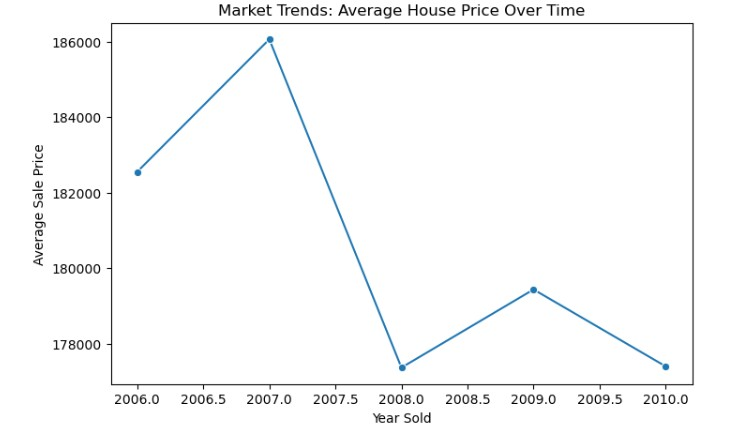 Market Trends: Average House Price Over Time
186000
184000
182000
180000
178000
Average Sale Price
2006.0 2006.5 2007.0 2007.5 2008.0 2008.5 2009.0 2009.5 2010.0
Year Sold